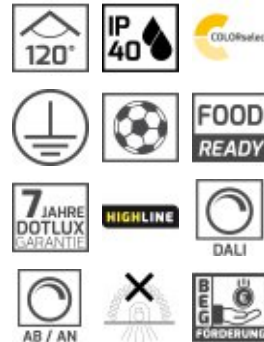 120°
IP
40
COLORselect
FOOD
READY
7 JAHRE
DOTLUX
GARANTIE
HIGHLINE
DALI
AB / AN
BEG
FÖRDERUNG